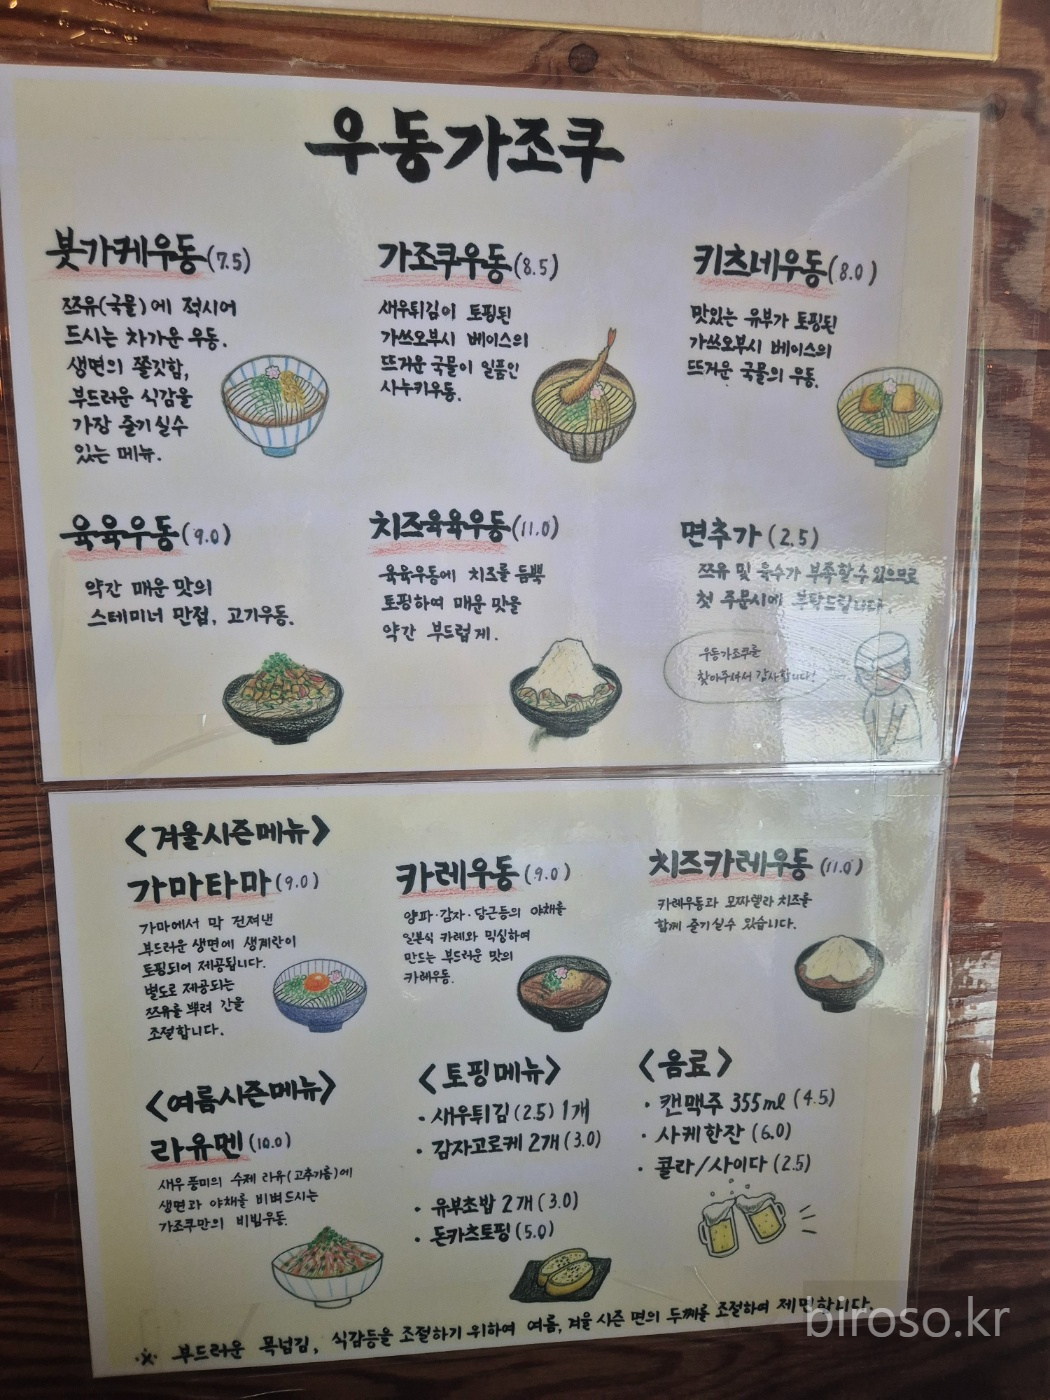 우동가조쿠
붓가케우동(7.5)
쯔유(국물)에 적시어
드시는 차가운 우동.
생면의 쫄깃함,
부드러운 식감을
가장 즐기실수
있는 메뉴.
가조쿠우동(8.5)
새우튀김이 토핑된
가쓰오부시 베이스의
뜨거운 국물이 일품인
사누키우동.
키츠네우동(8.0)
맛있는 유부가 토핑된
가쓰오부시 베이스의
뜨거운 국물의 우동.
육육우동(9.0)
약간 매운 맛의
스테미너 만점, 고기우동.
치즈육육우동(11.0)
육육우동에 치즈를 듬뿍
토핑하여 매운 맛을
약간 부드럽게.
면추가(2.5)
쯔유 및 육수가 부족할수 있으므로
첫 주문시에 부탁드립니다
우동가조쿠를
찾아주셔서 감사합니다!
<겨울시즌메뉴>
가마타마(9.0)
가마에서 막 건져낸
부드러운 생면에 생계란이
토핑되어 제공됩니다.
별도로 제공되는
쯔유를 뿌려 간을
조절합니다.
카레우동(9.0)
양파·감자·당근등의 야채를
일본식 카레와 믹싱하여
만드는 부드러운 맛의
카레우동.
치즈카레우동(11.0)
카레우동과 모짜렐라 치즈를
함께 즐기실수 있습니다.
<여름시즌메뉴>
라유멘(10.0)
새우 풍미의 수제 라유(고추기름)에
생면과 야채를 비벼드시는
가조쿠만의 비빔우동.
<토핑메뉴>
· 새우튀김(2.5) 1개
· 감자고로케 2개(3.0)
· 유부초밥 2개(3.0)
· 돈카츠토핑(5.0)
<음료>
· 캔맥주 355ml (4.5)
· 사케한잔(6.0)
· 콜라/사이다(2.5)
※ 부드러운 목넘김, 식감등을 조절하기 위하여 여름, 겨울 시즌 면의 두께를 조절하여 제면합니다.
biroso.kr